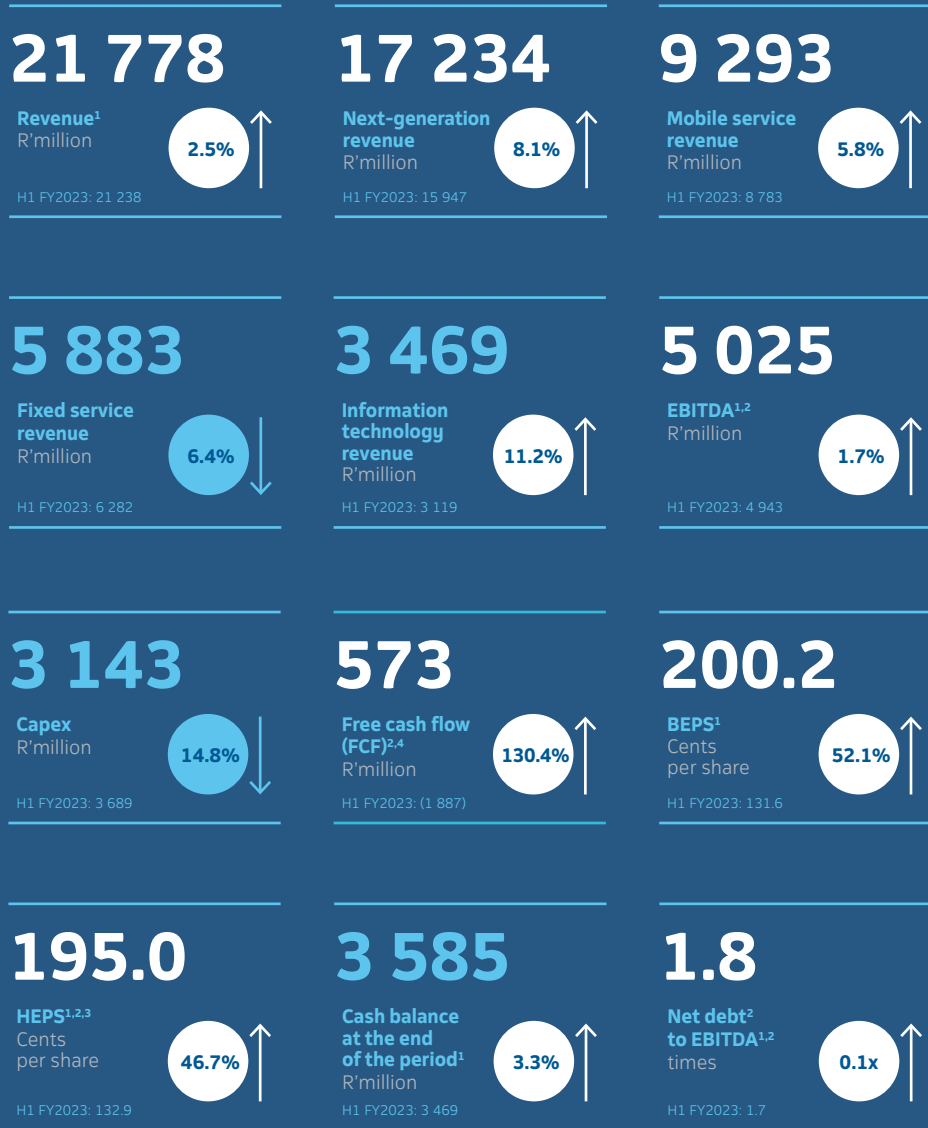 21 778
Revenue¹
R'million
2.5%
H1 FY2023: 21 238
17 234
Next-generation
revenue
R'million
8.1%
H1 FY2023: 15 947
9 293
Mobile service
revenue
R'million
5.8%
H1 FY2023: 8 783
5 883
Fixed service
revenue
R'million
6.4%
H1 FY2023: 6 282
3 469
Information
technology
revenue
R'million
11.2%
H1 FY2023: 3 119
5 025
EBITDA¹,²
R'million
1.7%
H1 FY2023: 4 943
3 143
Capex
R'million
14.8%
H1 FY2023: 3 689
573
Free cash flow
(FCF)²,⁴
R'million
130.4%
H1 FY2023: (1 887)
200.2
BEPS¹
Cents
per share
52.1%
H1 FY2023: 131.6
195.0
HEPS¹,²,³
Cents
per share
46.7%
H1 FY2023: 132.9
3 585
Cash balance
at the end
of the period¹
R'million
3.3%
H1 FY2023: 3 469
1.8
Net debt²
to EBITDA¹,²
times
0.1x
H1 FY2023: 1.7